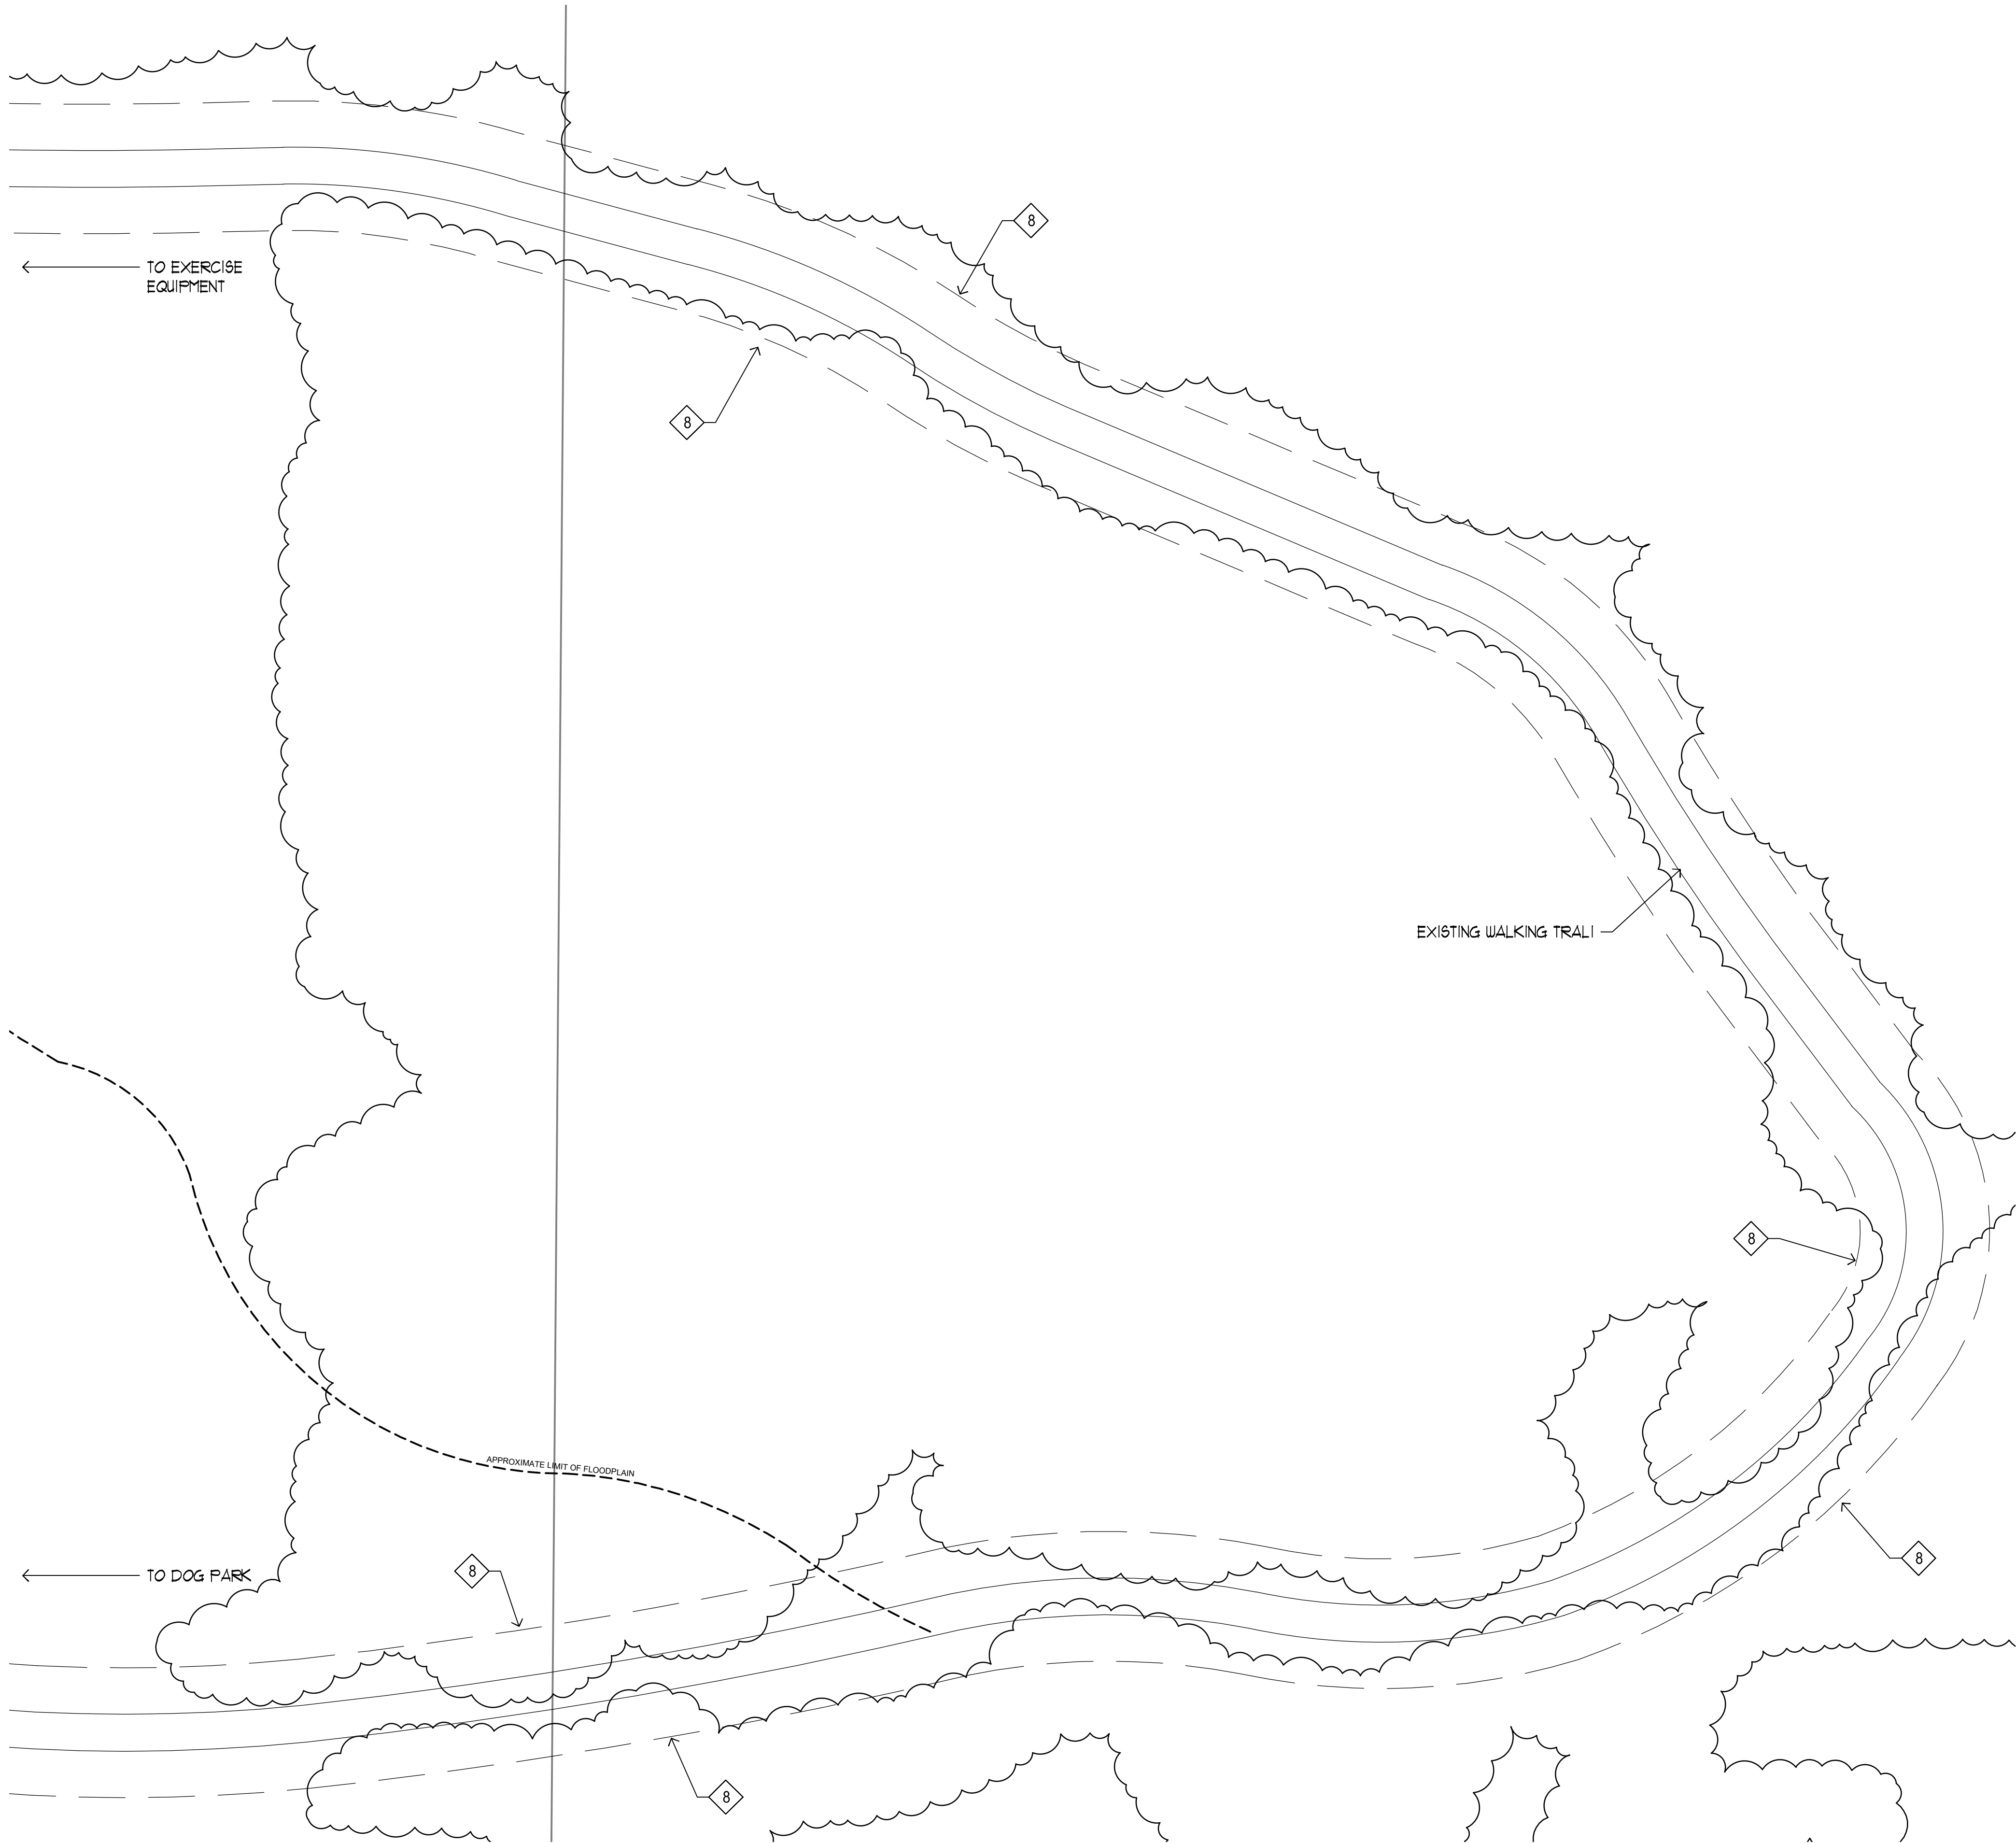 8
TO EXERCISE
EQUIPMENT
8
EXISTING WALKING TRALI
8
APPROXIMATE LIMIT OF FLOODPLAIN
8
TO DOG PARK
8
8